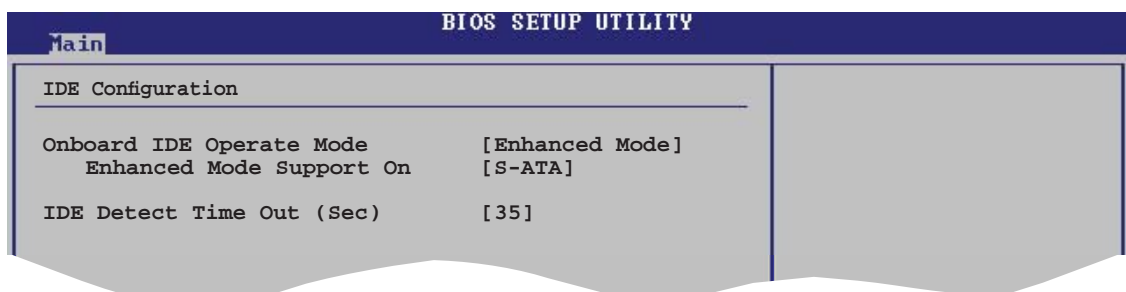 BIOS SETUP UTILITY
Main
IDE Configuration
Onboard IDE Operate Mode [Enhanced Mode]
Enhanced Mode Support On [S-ATA]
IDE Detect Time Out (Sec) [35]